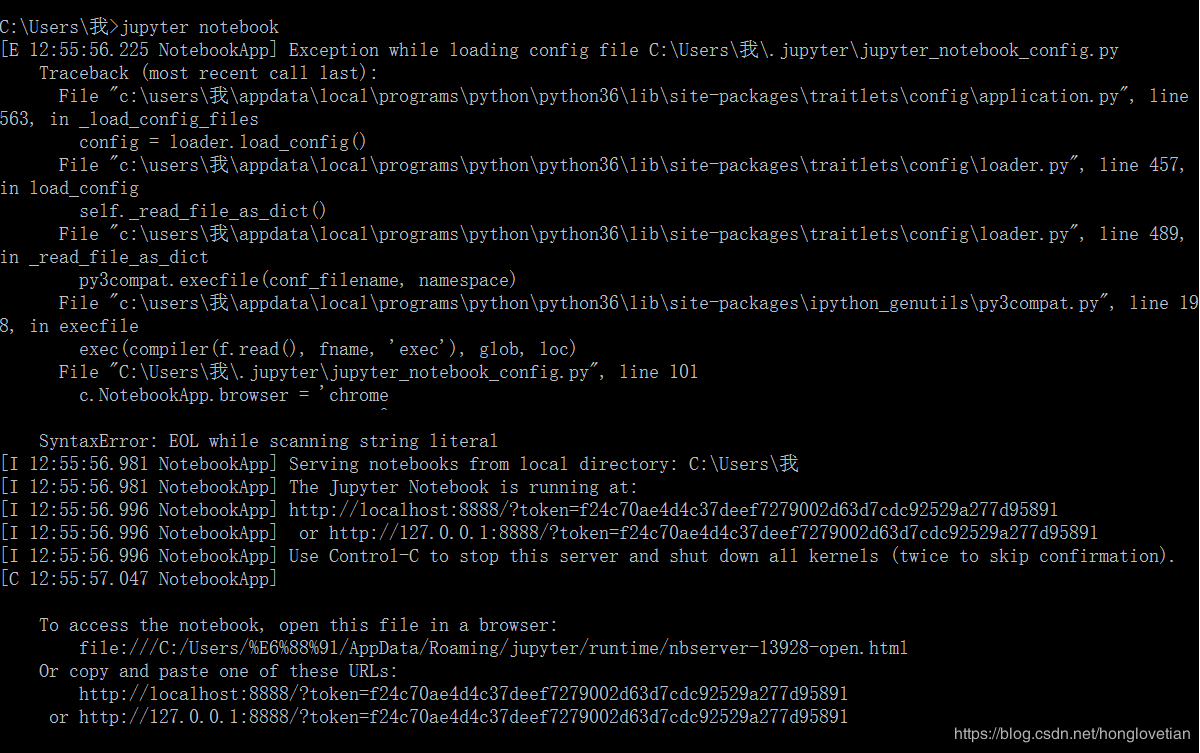 C:\Users\我>jupyter notebook
[E 12:55:56.225 NotebookApp] Exception while loading config file C:\Users\我\.jupyter\jupyter_notebook_config.py
    Traceback (most recent call last):
      File "c:\users\我\appdata\local\programs\python\python36\lib\site-packages\traitlets\config\application.py", line
563, in _load_config_files
        config = loader.load_config()
      File "c:\users\我\appdata\local\programs\python\python36\lib\site-packages\traitlets\config\loader.py", line 457,
in load_config
        self._read_file_as_dict()
      File "c:\users\我\appdata\local\programs\python\python36\lib\site-packages\traitlets\config\loader.py", line 489,
in _read_file_as_dict
        py3compat.execfile(conf_filename, namespace)
      File "c:\users\我\appdata\local\programs\python\python36\lib\site-packages\ipython_genutils\py3compat.py", line 19
8, in execfile
        exec(compiler(f.read(), fname, 'exec'), glob, loc)
      File "C:\Users\我\.jupyter\jupyter_notebook_config.py", line 101
        c.NotebookApp.browser = 'chrome
                                      ^
    SyntaxError: EOL while scanning string literal
[I 12:55:56.981 NotebookApp] Serving notebooks from local directory: C:\Users\我
[I 12:55:56.981 NotebookApp] The Jupyter Notebook is running at:
[I 12:55:56.996 NotebookApp] http://localhost:8888/?token=f24c70ae4d4c37deef7279002d63d7cdc92529a277d95891
[I 12:55:56.996 NotebookApp]  or http://127.0.0.1:8888/?token=f24c70ae4d4c37deef7279002d63d7cdc92529a277d95891
[I 12:55:56.996 NotebookApp] Use Control-C to stop this server and shut down all kernels (twice to skip confirmation).
[C 12:55:57.047 NotebookApp]
    To access the notebook, open this file in a browser:
        file:///C:/Users/%E6%88%91/AppData/Roaming/jupyter/runtime/nbserver-13928-open.html
    Or copy and paste one of these URLs:
        http://localhost:8888/?token=f24c70ae4d4c37deef7279002d63d7cdc92529a277d95891
     or http://127.0.0.1:8888/?token=f24c70ae4d4c37deef7279002d63d7cdc92529a277d95891
https://blog.csdn.net/honglovetian